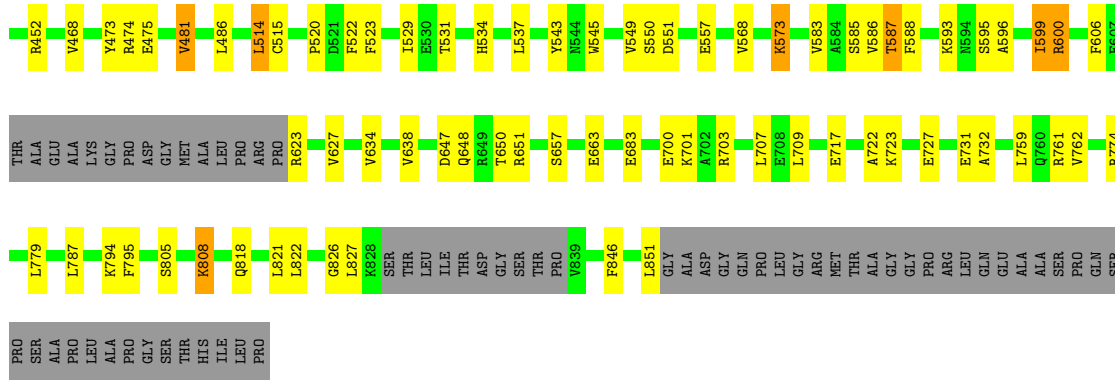 R452 V468 Y473 R474 E475 V481 L486 L514 C515 P520 D521 F522 F523 I529 E530 T531 H534 L537 Y543 N544 W545 V549 S550 D551 E557 V568 K573 V583 A584 S585 V586 T587 F588 K593 N594 S595 A596 I599 R600 F606
THR ALA GLU ALA LYS GLY PRO ASP GLY MET ALA LEU PRO ARG PRO R623 V627 V634 V638 D647 Q648 R649 T650 R651 S657 E663 E683 E700 K701 A702 R703 L707 E708 L709 E717 A722 K723 E727 E731 A732 L759 Q760 R761 V762
L779 L787 K794 F795 S805 K808 Q818 L821 L822 G826 L827 K828 SER THR LEU ILE THR ASP GLY SER THR PRO V839 F846 L851 GLY ALA ASP GLY GLN PRO LEU GLY ARG MET THR ALA GLY GLY PRO ARG LEU GLN GLU ALA ALA SER PRO GLN SER
PRO SER ALA PRO LEU ALA PRO GLY SER THR HIS ILE LEU PRO